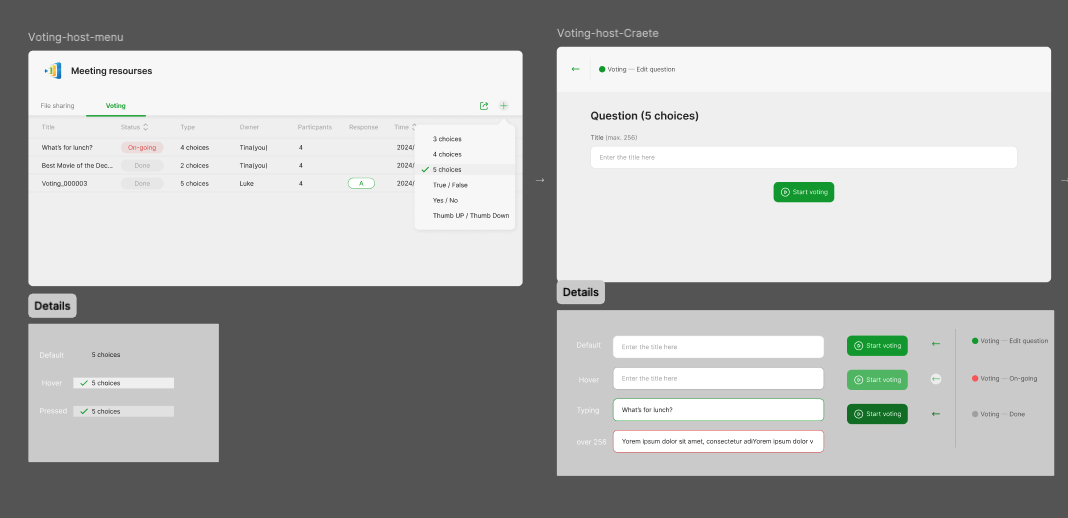 Voting-host-menu
Meeting resourses
File sharing
Voting
Title
Status
Type
Owner
Particpants
Response
Time
What's for lunch?
On-going
4 choices
Tina(you)
4
2024/
Best Movie of the Dec...
Done
2 choices
Tina(you)
4
2024/
Voting_000003
Done
5 choices
Luke
4
A
2024/
3 choices
4 choices
5 choices
True / False
Yes / No
Thumb UP / Thumb Down
Details
Default
5 choices
Hover
5 choices
Pressed
5 choices
Voting-host-Craete
Voting — Edit question
Question (5 choices)
Title (max. 256)
Enter the title here
Start voting
Details
Default
Enter the title here
Start voting
Voting — Edit question
Hover
Enter the title here
Start voting
Voting — On-going
Typing
What's for lunch?
Start voting
Voting — Done
over 256
Yorem ipsum dolor sit amet, consectetur adiYorem ipsum dolor v